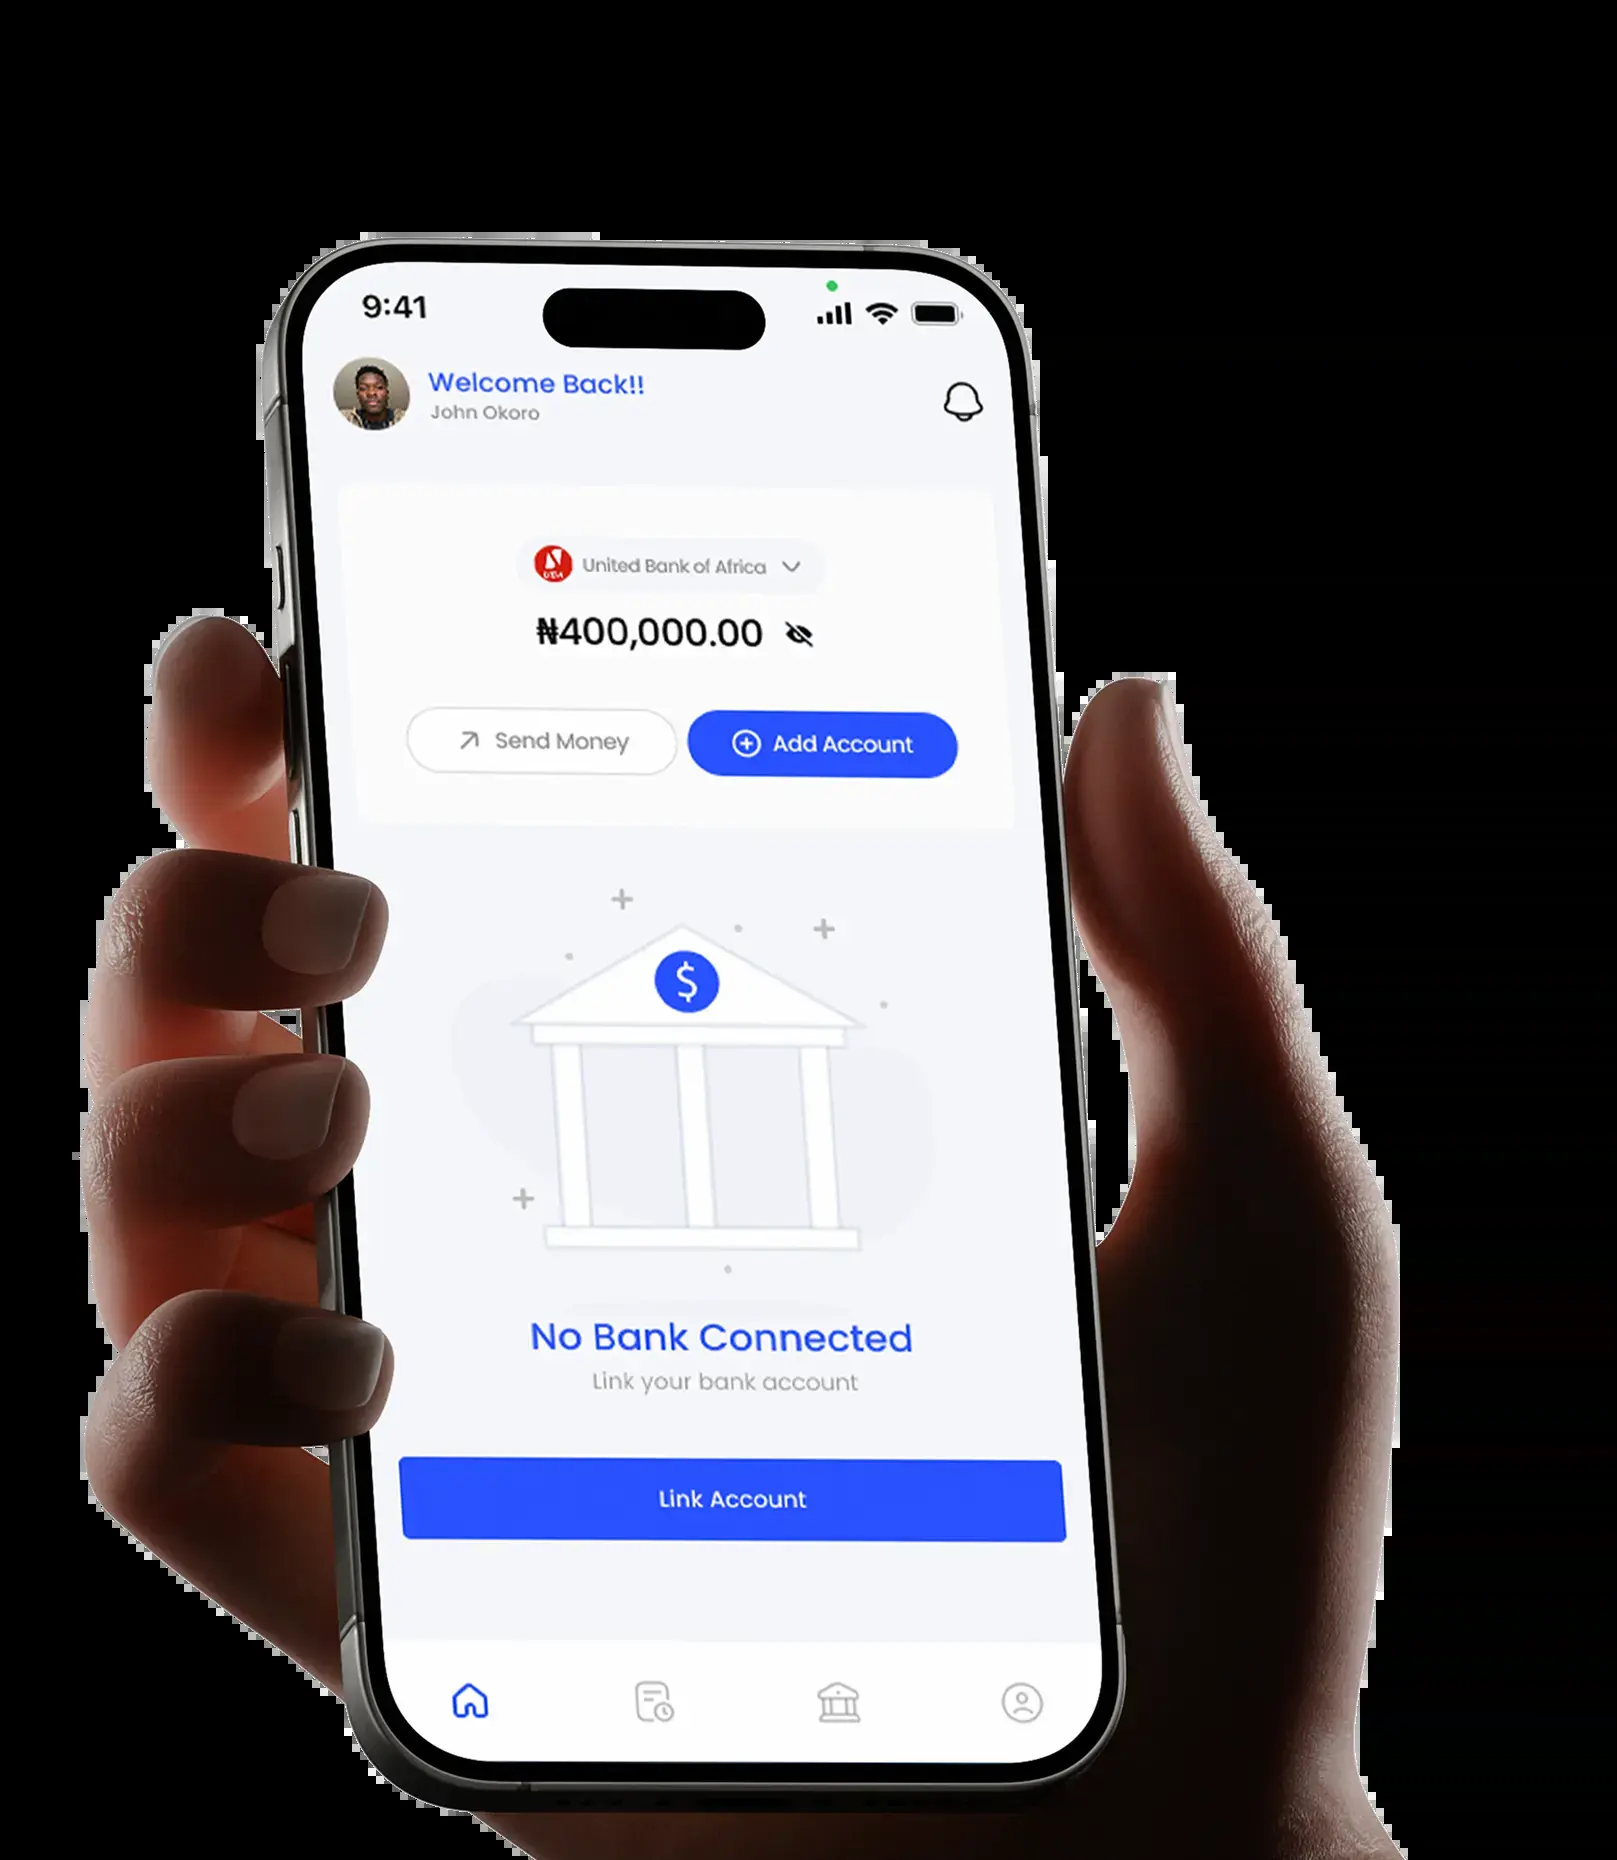 9:41
Welcome Back!!
John Okoro
UBA
United Bank of Africa
₦400,000.00
Send Money
Add Account
$
No Bank Connected
Link your bank account
Link Account